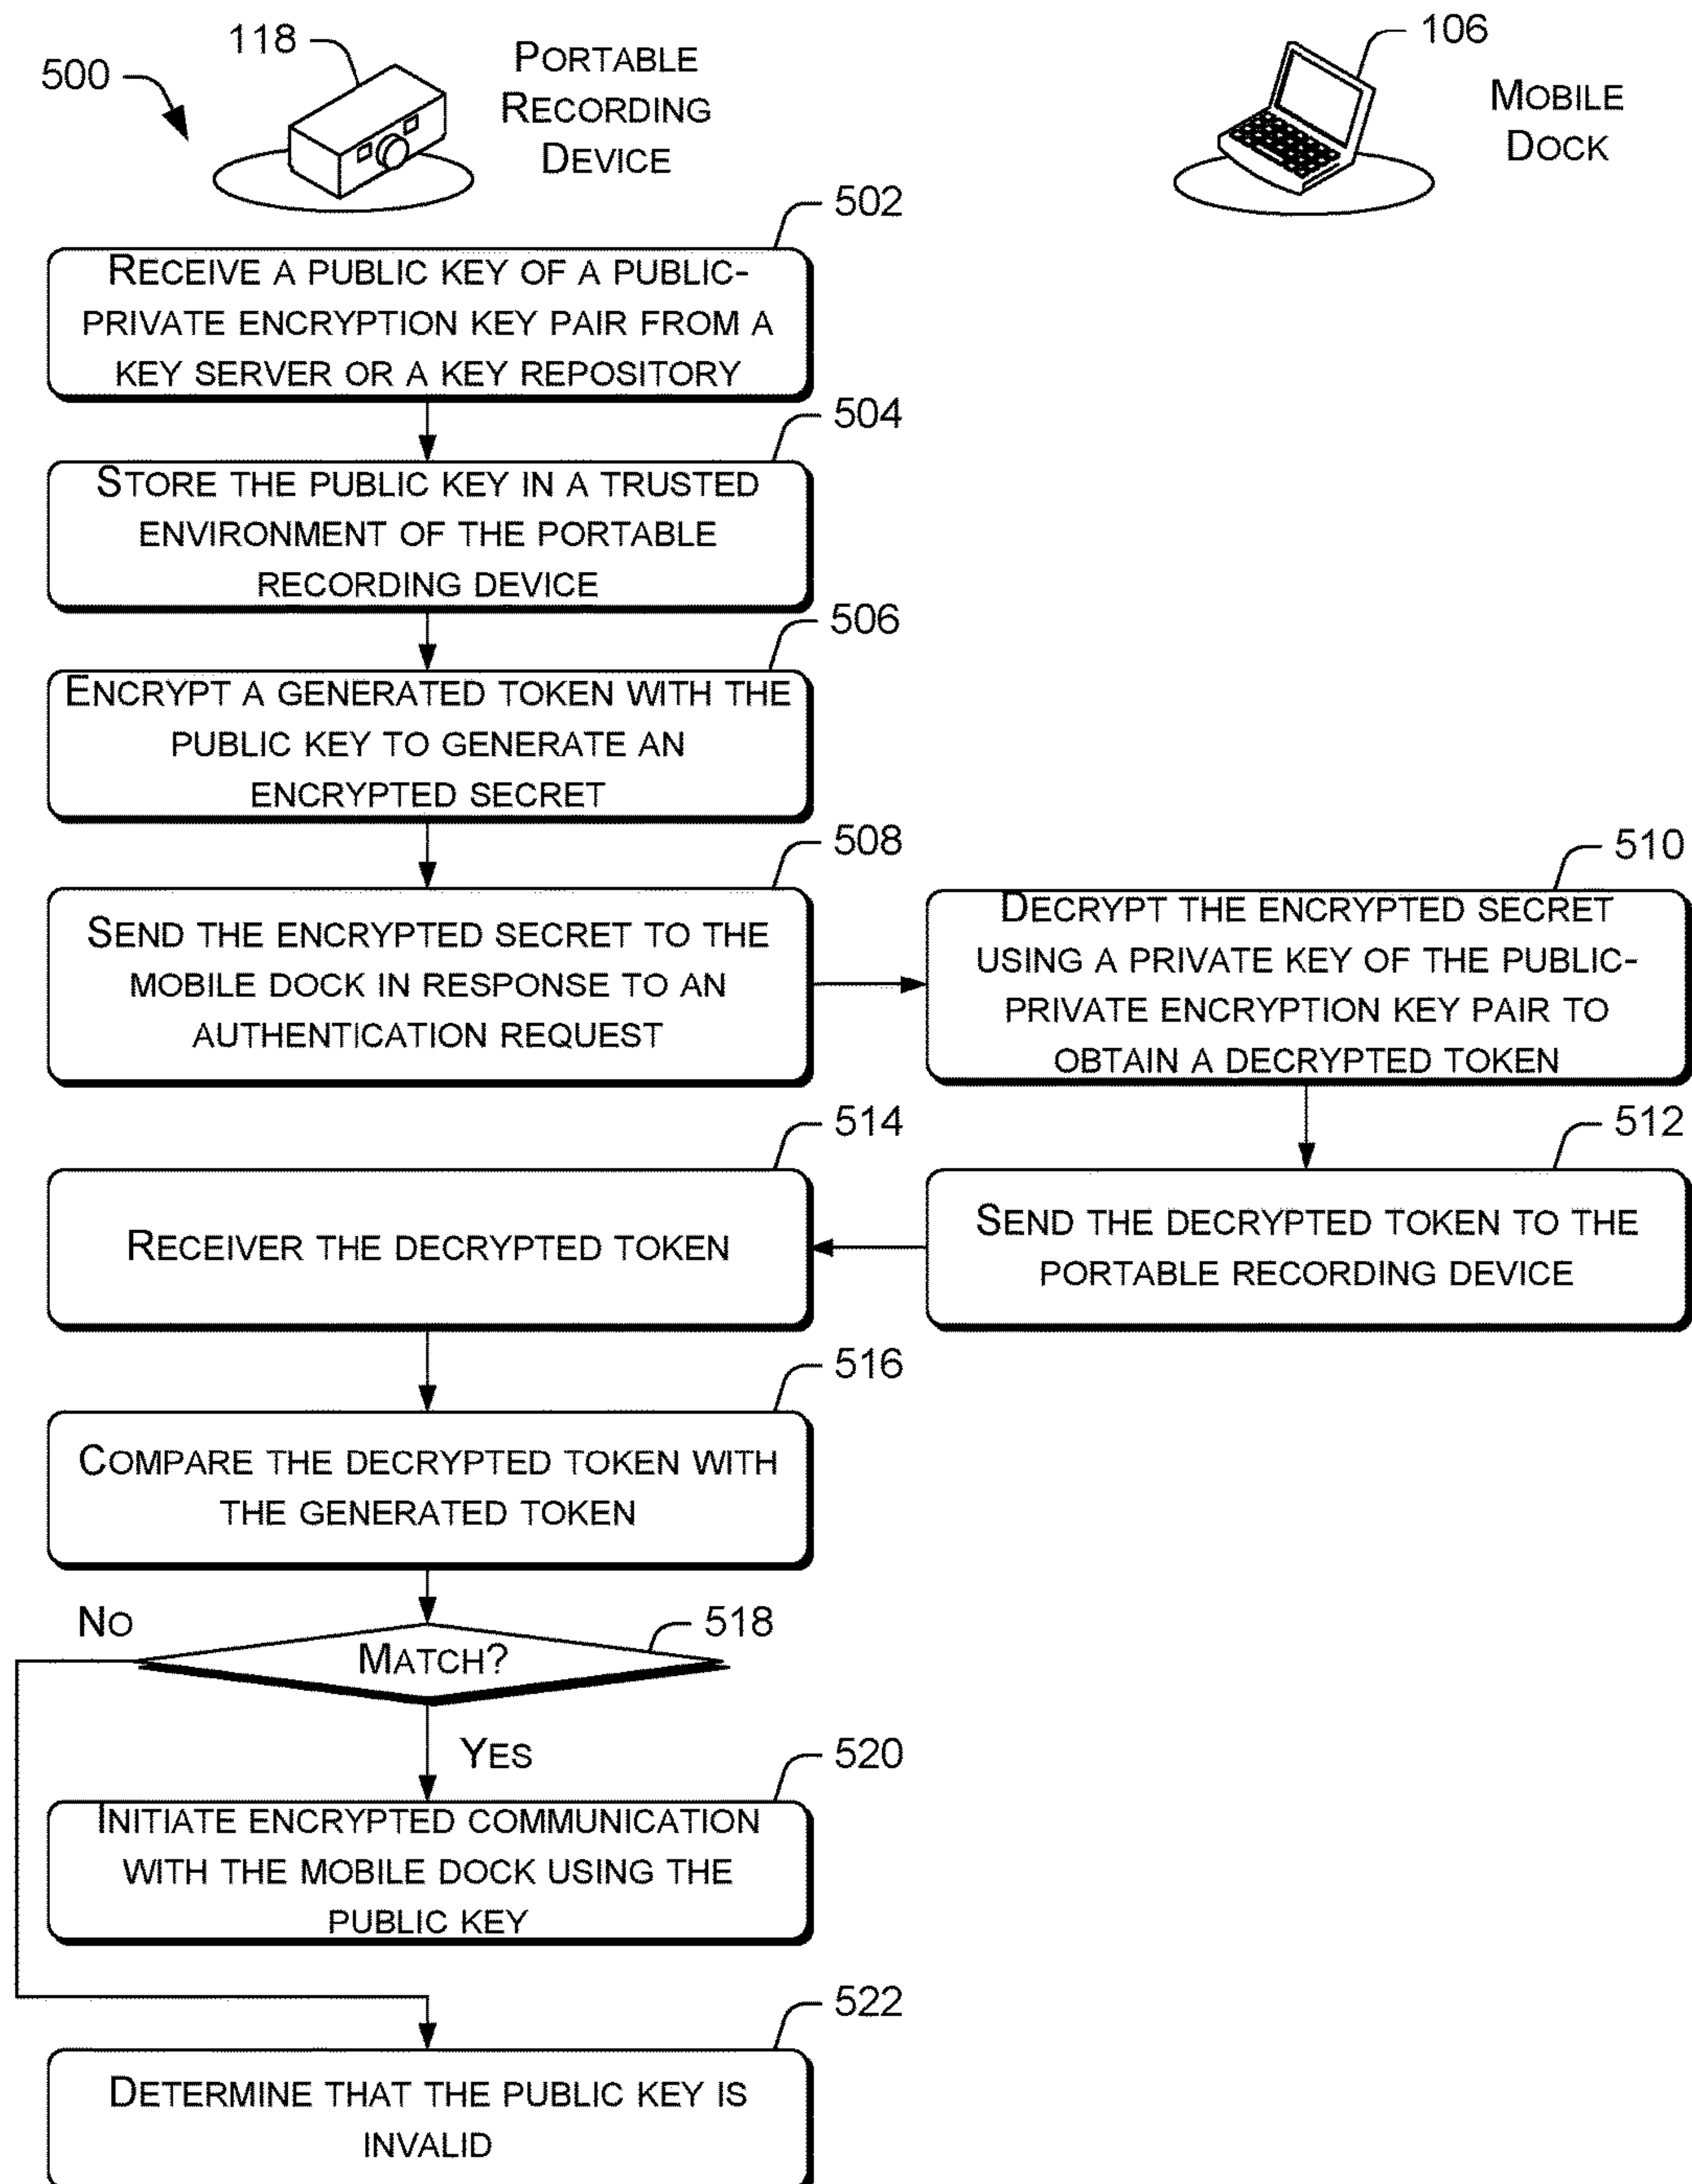 500
118
PORTABLE
RECORDING
DEVICE
106
MOBILE
DOCK
502
RECEIVE A PUBLIC KEY OF A PUBLIC-
PRIVATE ENCRYPTION KEY PAIR FROM A
KEY SERVER OR A KEY REPOSITORY
504
STORE THE PUBLIC KEY IN A TRUSTED
ENVIRONMENT OF THE PORTABLE
RECORDING DEVICE
506
ENCRYPT A GENERATED TOKEN WITH THE
PUBLIC KEY TO GENERATE AN
ENCRYPTED SECRET
508
SEND THE ENCRYPTED SECRET TO THE
MOBILE DOCK IN RESPONSE TO AN
AUTHENTICATION REQUEST
510
DECRYPT THE ENCRYPTED SECRET
USING A PRIVATE KEY OF THE PUBLIC-
PRIVATE ENCRYPTION KEY PAIR TO
OBTAIN A DECRYPTED TOKEN
512
SEND THE DECRYPTED TOKEN TO THE
PORTABLE RECORDING DEVICE
514
RECEIVER THE DECRYPTED TOKEN
516
COMPARE THE DECRYPTED TOKEN WITH
THE GENERATED TOKEN
518
MATCH?
NO
YES
520
INITIATE ENCRYPTED COMMUNICATION
WITH THE MOBILE DOCK USING THE
PUBLIC KEY
522
DETERMINE THAT THE PUBLIC KEY IS
INVALID